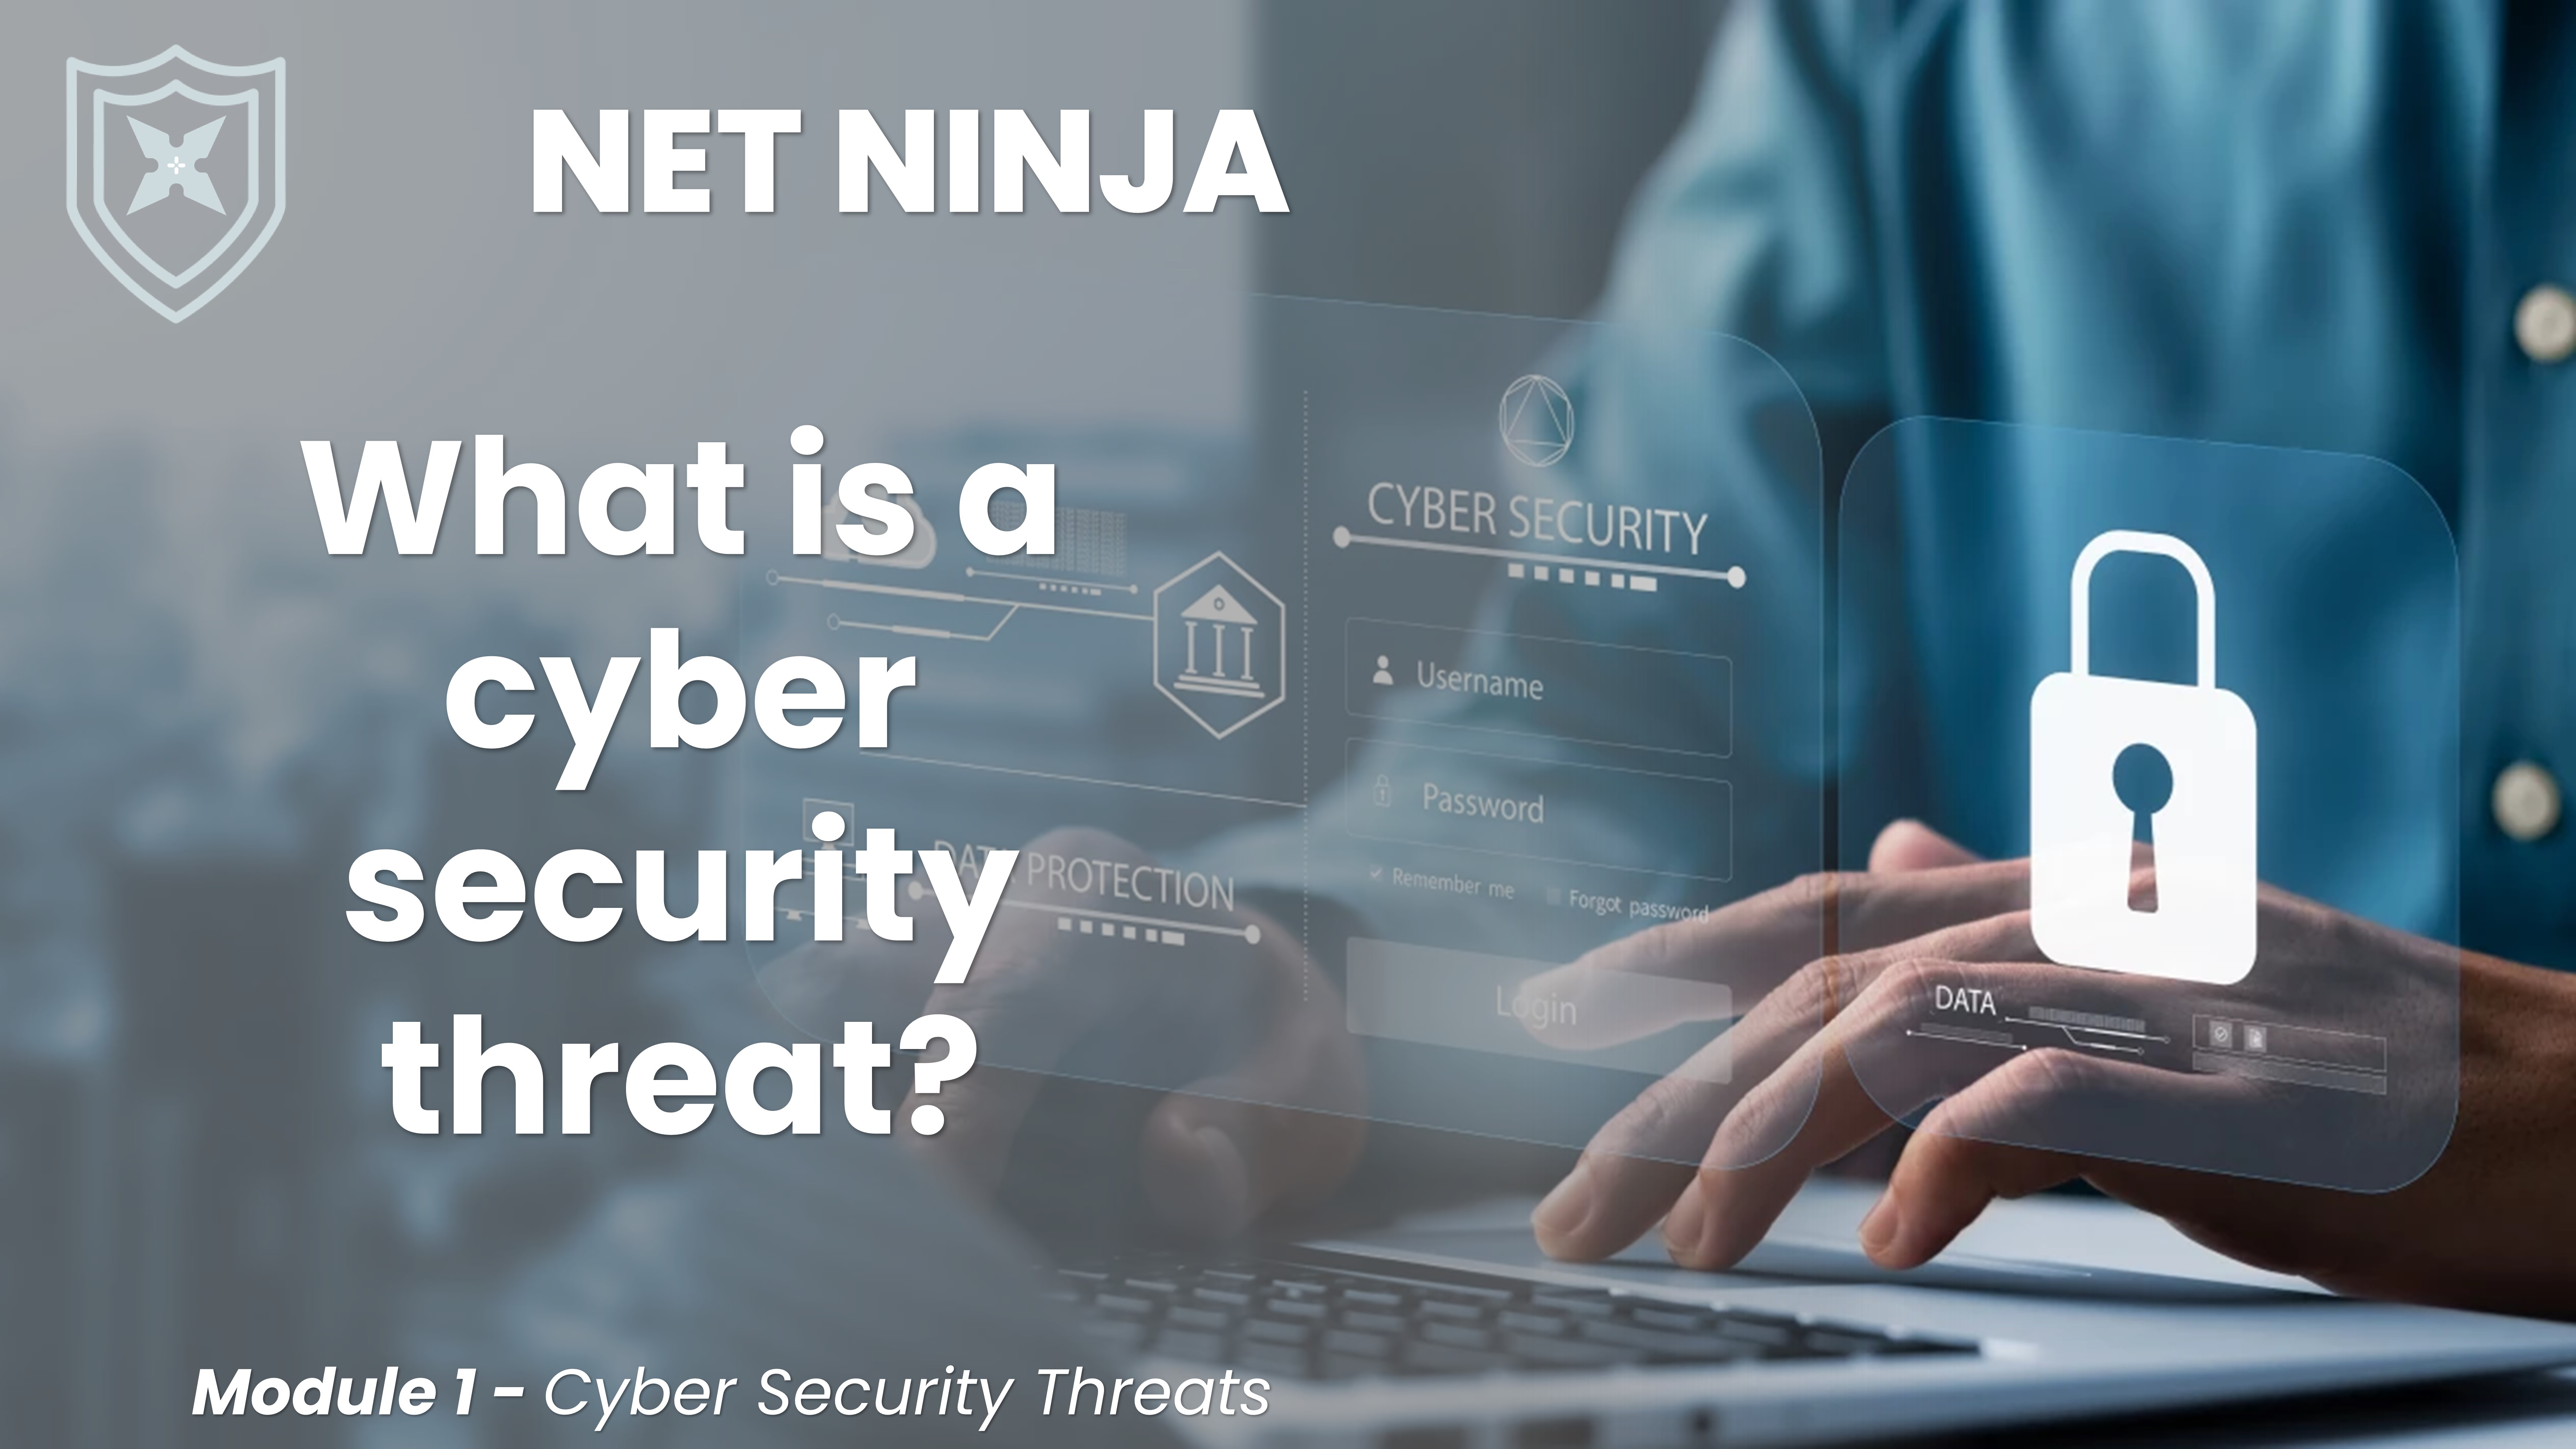 NET NINJA
What is a
cyber
security
threat?
CYBER SECURITY
Username
Password
Remember me Forgot password
Login
DATA PROTECTION
DATA
Module 1 - Cyber Security Threats